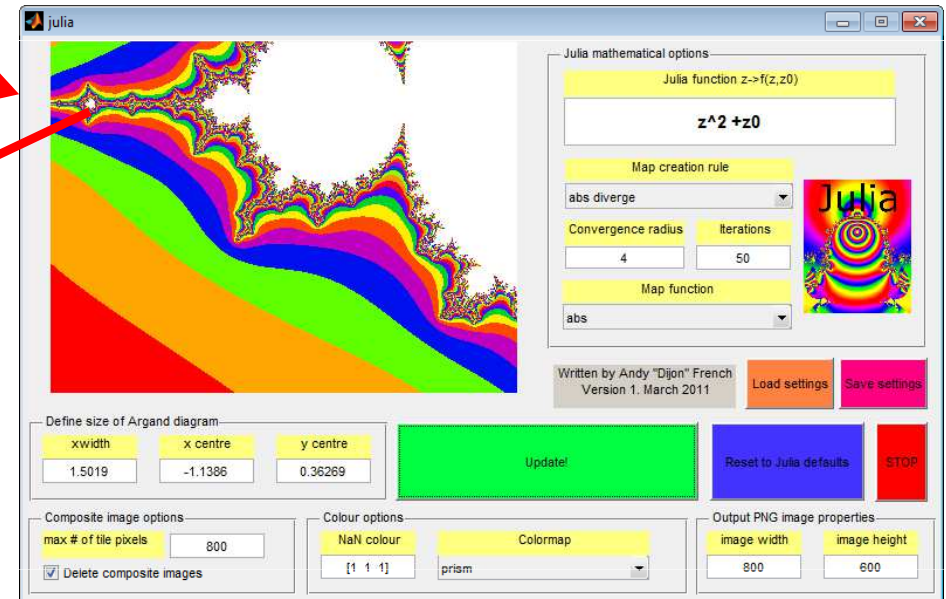 julia
Julia mathematical options
Julia function z->f(z,z0)
z^2 +z0
Map creation rule
abs diverge
Convergence radius
Iterations
4
50
Map function
abs
Julia
Written by Andy "Dijon" French
Version 1. March 2011
Load settings
Save settings
Define size of Argand diagram
xwidth
x centre
y centre
1.5019
-1.1386
0.36269
Update!
Reset to Julia defaults
STOP
Composite image options
max # of tile pixels
800
Delete composite images
Colour options
NaN colour
Colormap
[1 1 1]
prism
Output PNG image properties
image width
image height
800
600